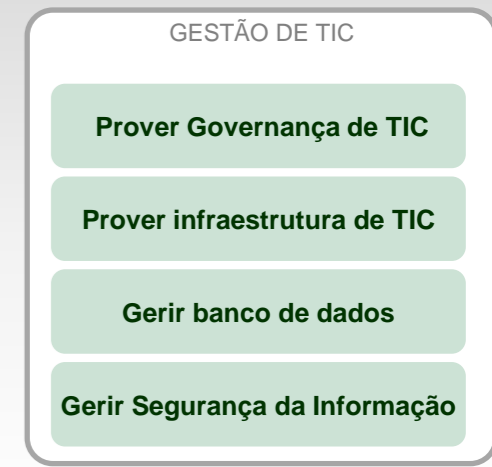 GESTÃO DE TIC
Prover Governança de TIC
Prover infraestrutura de TIC
Gerir banco de dados
Gerir Segurança da Informação